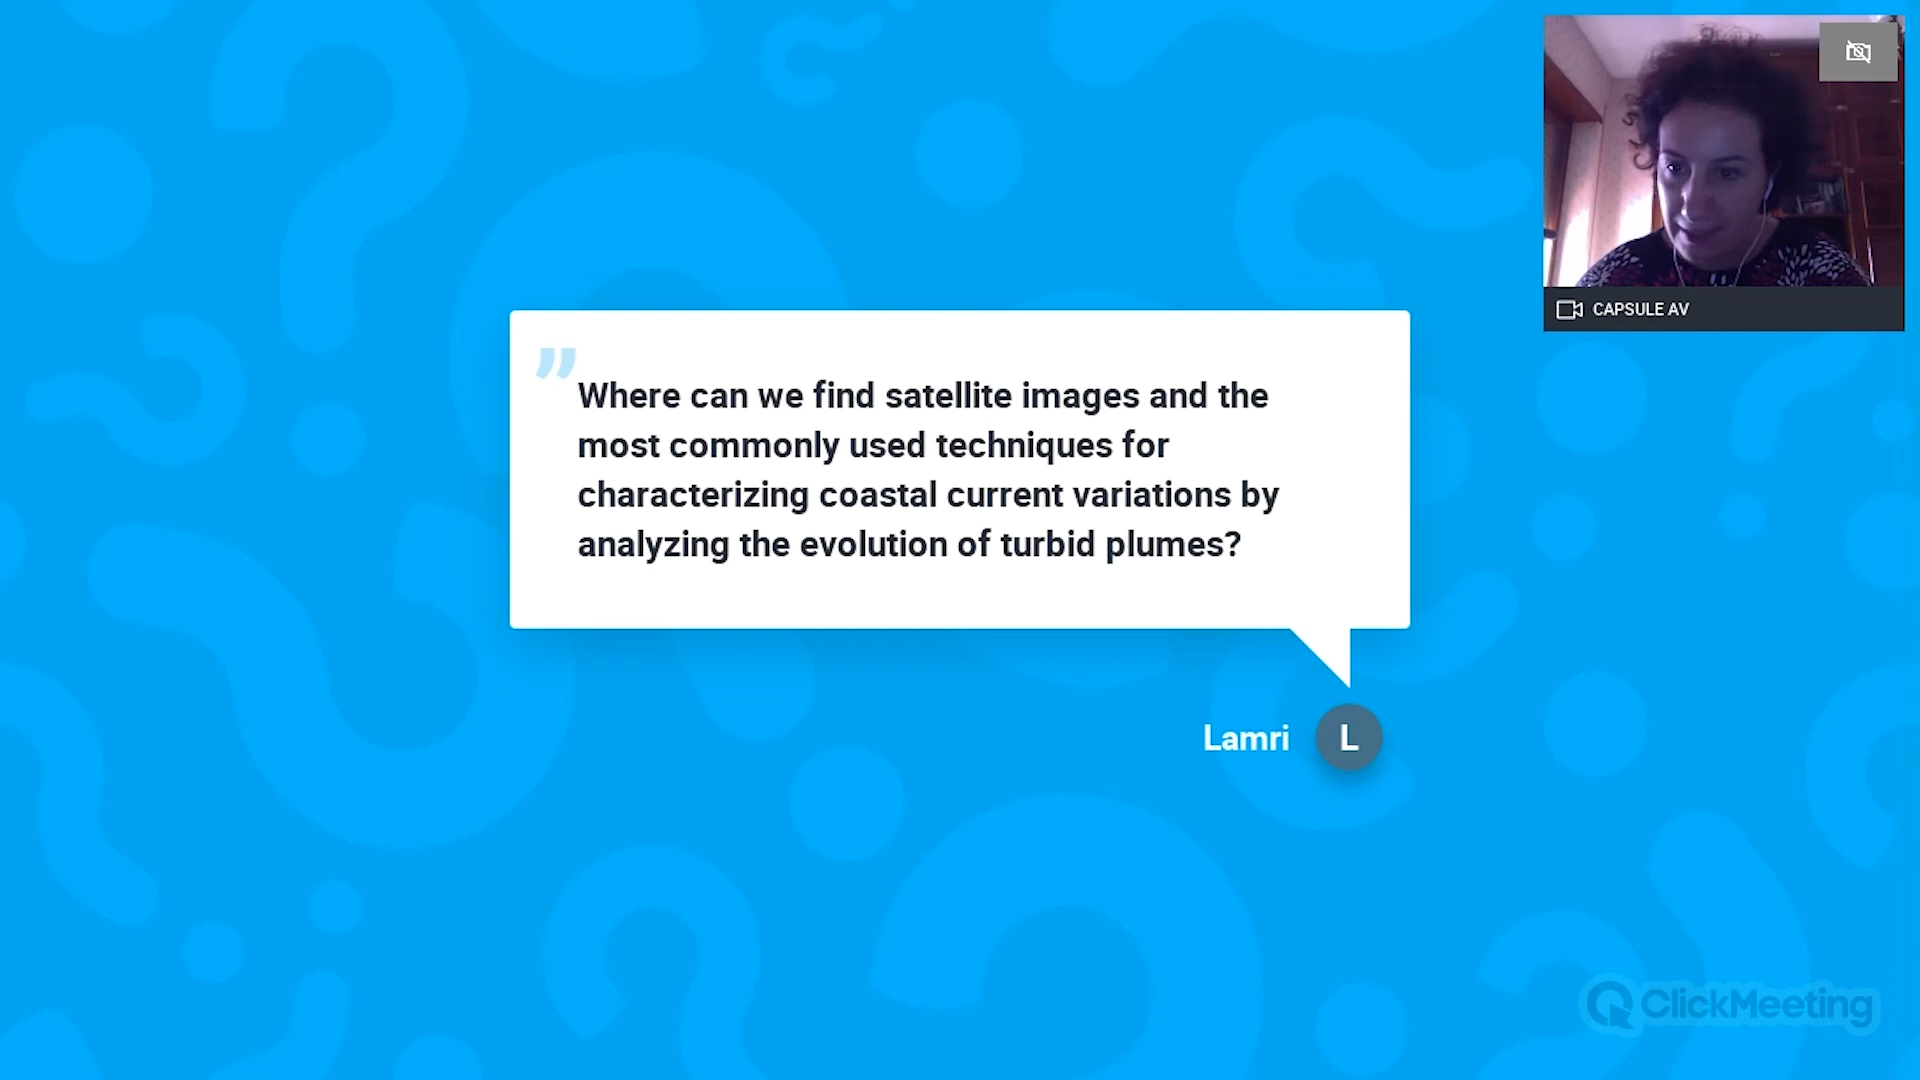 CAPSULE AV
” Where can we find satellite images and the
most commonly used techniques for
characterizing coastal current variations by
analyzing the evolution of turbid plumes?
Lamri L
ClickMeeting